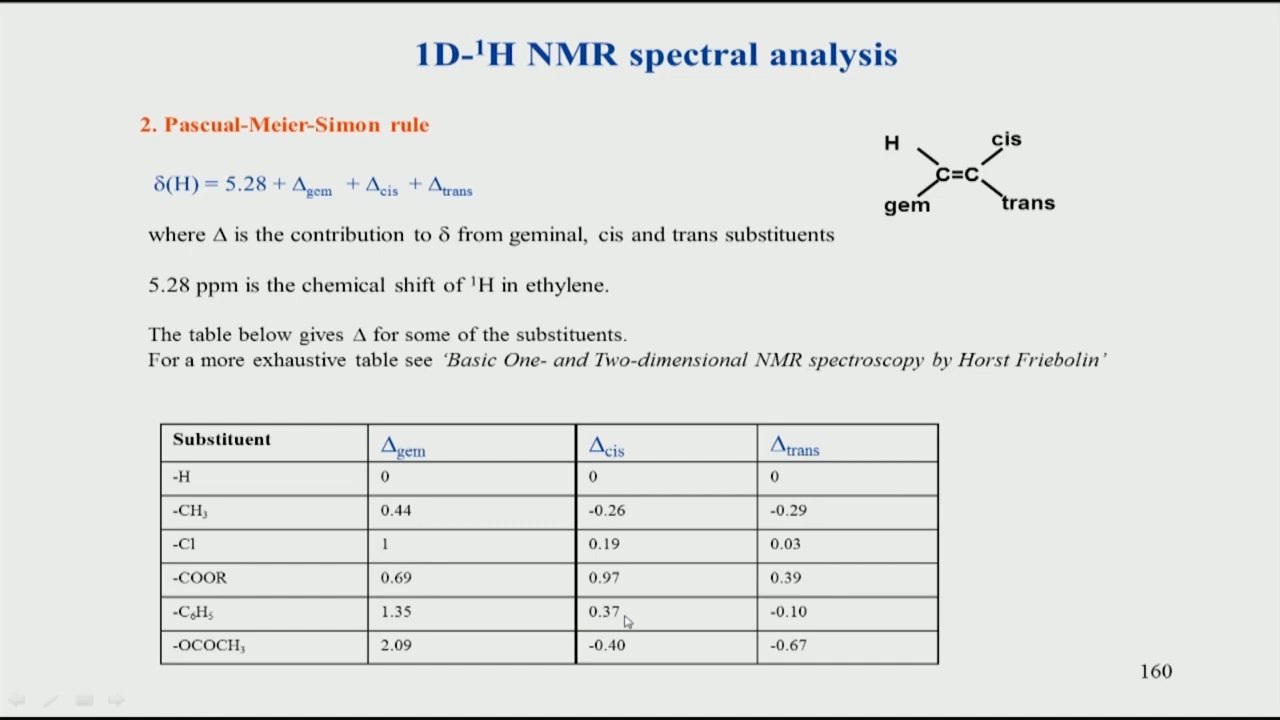 1D-¹H NMR spectral analysis
2. Pascual-Meier-Simon rule
δ(H) = 5.28 + Δgem + Δcis + Δtrans
H
cis
C=C
gem
trans
where Δ is the contribution to δ from geminal, cis and trans substituents
5.28 ppm is the chemical shift of ¹H in ethylene.
The table below gives Δ for some of the substituents.
For a more exhaustive table see ‘Basic One- and Two-dimensional NMR spectroscopy by Horst Friebolin’
Substituent Δgem Δcis Δtrans
-H 0 0 0
-CH₃ 0.44 -0.26 -0.29
-Cl 1 0.19 0.03
-COOR 0.69 0.97 0.39
-C₆H₅ 1.35 0.37 -0.10
-OCOCH₃ 2.09 -0.40 -0.67
160